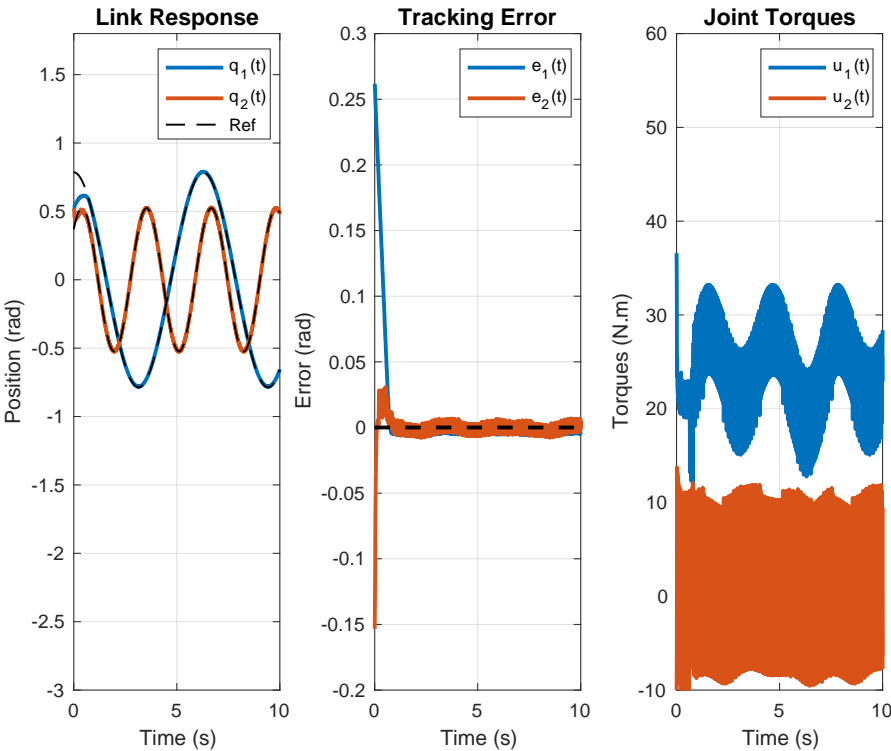 Link Response
q1(t)
q2(t)
Ref
1.5
1
0.5
0
-0.5
-1
-1.5
-2
-2.5
-3
Position (rad)
0
5
10
Time (s)
Tracking Error
e1(t)
e2(t)
0.3
0.25
0.2
0.15
0.1
0.05
0
-0.05
-0.1
-0.15
-0.2
Error (rad)
0
5
10
Time (s)
Joint Torques
u1(t)
u2(t)
60
50
40
30
20
10
0
-10
Torques (N.m)
0
5
10
Time (s)